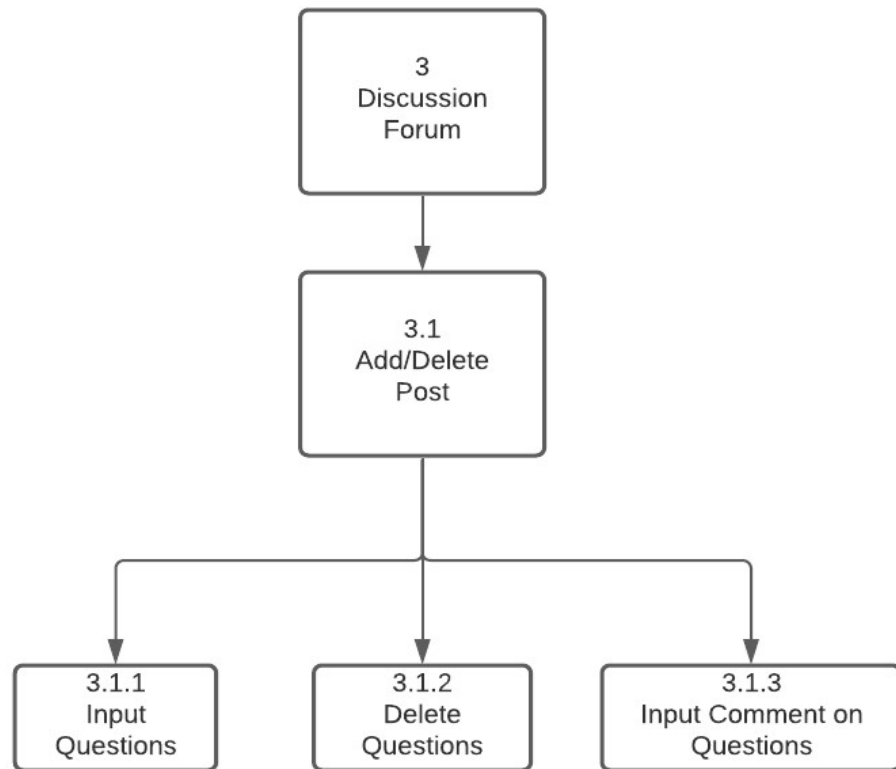 3
Discussion
Forum
3.1
Add/Delete
Post
3.1.1
Input
Questions
3.1.2
Delete
Questions
3.1.3
Input Comment on
Questions